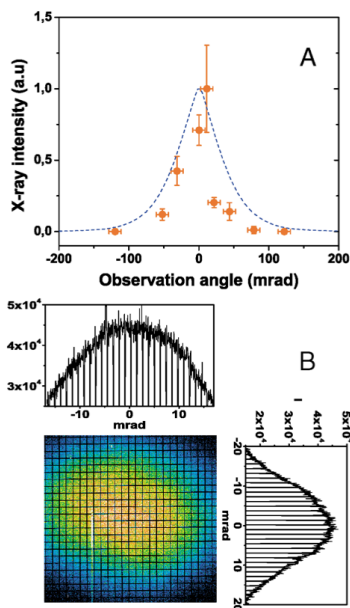 A
X-ray intensity (a.u)
1,5
1,0
0,5
0,0
-200 -100 0 100 200
Observation angle (mrad)
B
5x10⁴
4x10⁴
3x10⁴
-10 0 10
mrad
I
2x10⁴ 3x10⁴ 4x10⁴ 5x10⁴
-20
-10
0
10
20
mrad